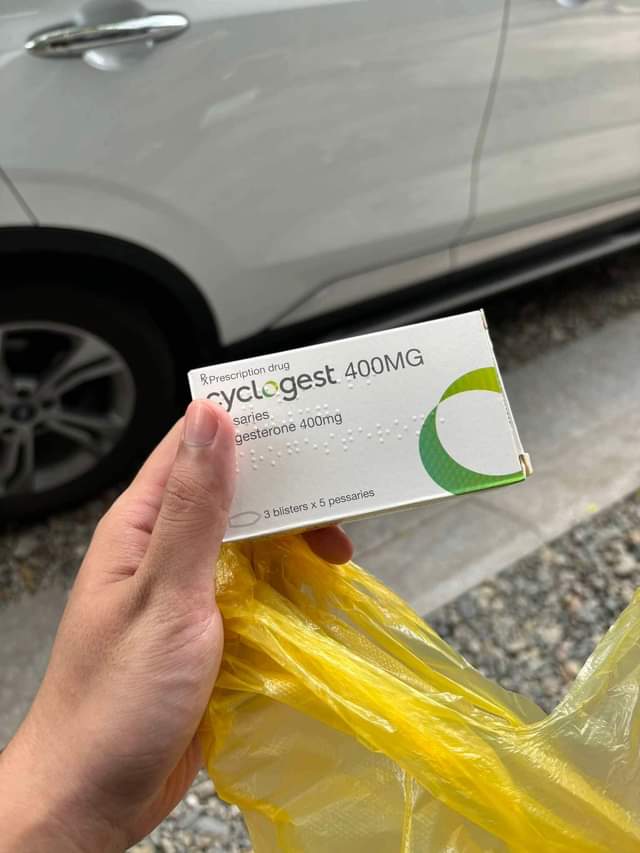 ℞ Prescription drug
cyclogest 400MG
saries
gesterone 400mg
3 blisters x 5 pessaries